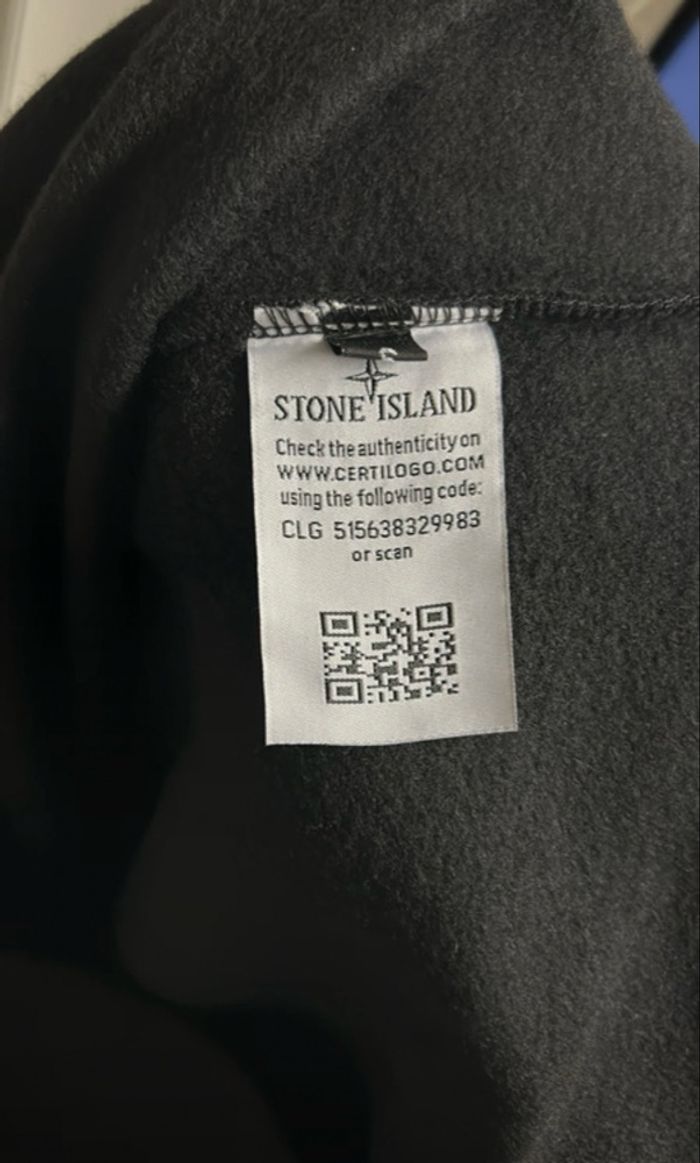 STONE ISLAND
Check the authenticity on
WWW.CERTILOGO.COM
using the following code:
CLG 515638329983
or scan